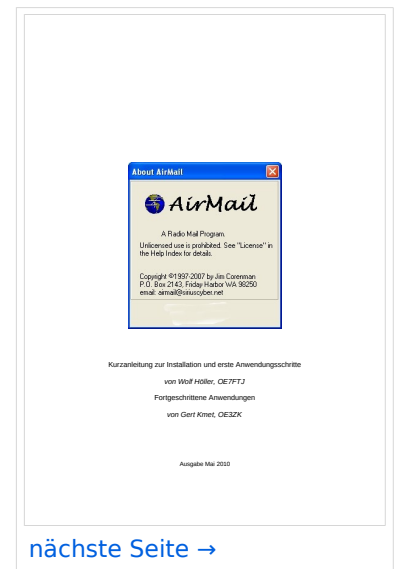 About AirMail
AirMail
A Radio Mail Program.
Unlicensed use is prohibited. See "License" in
the Help Index for details.
Copyright ©1997-2007 by Jim Corenman
P.O. Box 2143, Friday Harbor WA 98250
email: airmail@siriuscyber.net
Kurzanleitung zur Installation und erste Anwendungsschritte
von Wolf Höller, OE7FTJ
Fortgeschrittene Anwendungen
von Gert Kmet, OE3ZK
Ausgabe Mai 2010
nächste Seite →